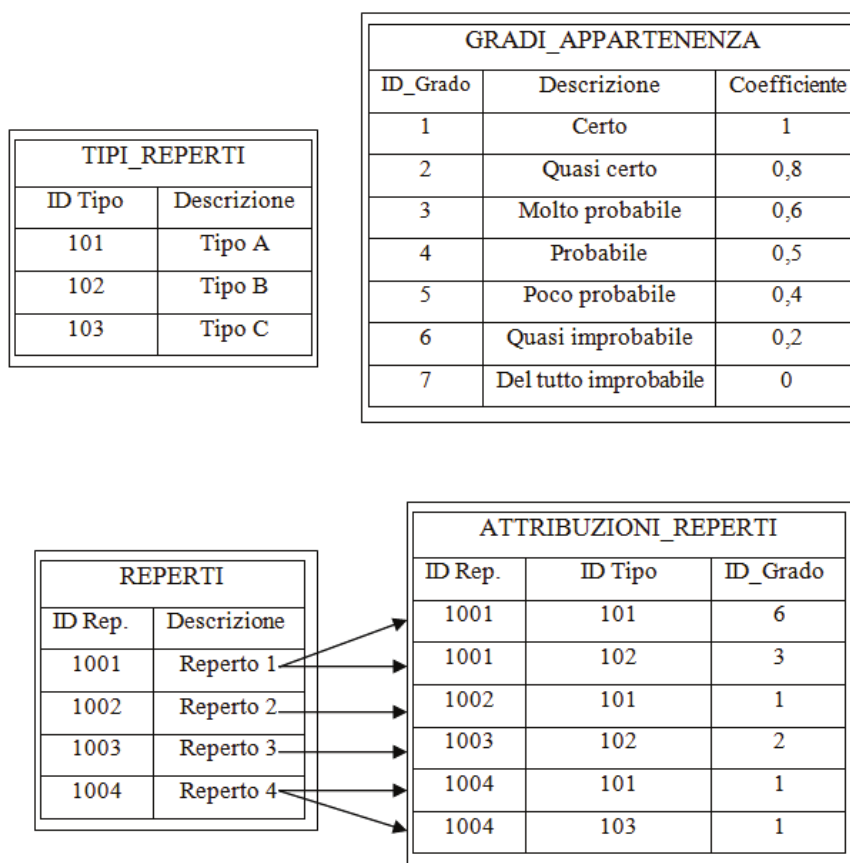 GRADI_APPARTENENZA
ID_Grado Descrizione Coefficiente
1 Certo 1
2 Quasi certo 0,8
3 Molto probabile 0,6
4 Probabile 0,5
5 Poco probabile 0,4
6 Quasi improbabile 0,2
7 Del tutto improbabile 0
TIPI_REPERTI
ID Tipo Descrizione
101 Tipo A
102 Tipo B
103 Tipo C
REPERTI
ID Rep. Descrizione
1001 Reperto 1
1002 Reperto 2
1003 Reperto 3
1004 Reperto 4
ATTRIBUZIONI_REPERTI
ID Rep. ID Tipo ID_Grado
1001 101 6
1001 102 3
1002 101 1
1003 102 2
1004 101 1
1004 103 1